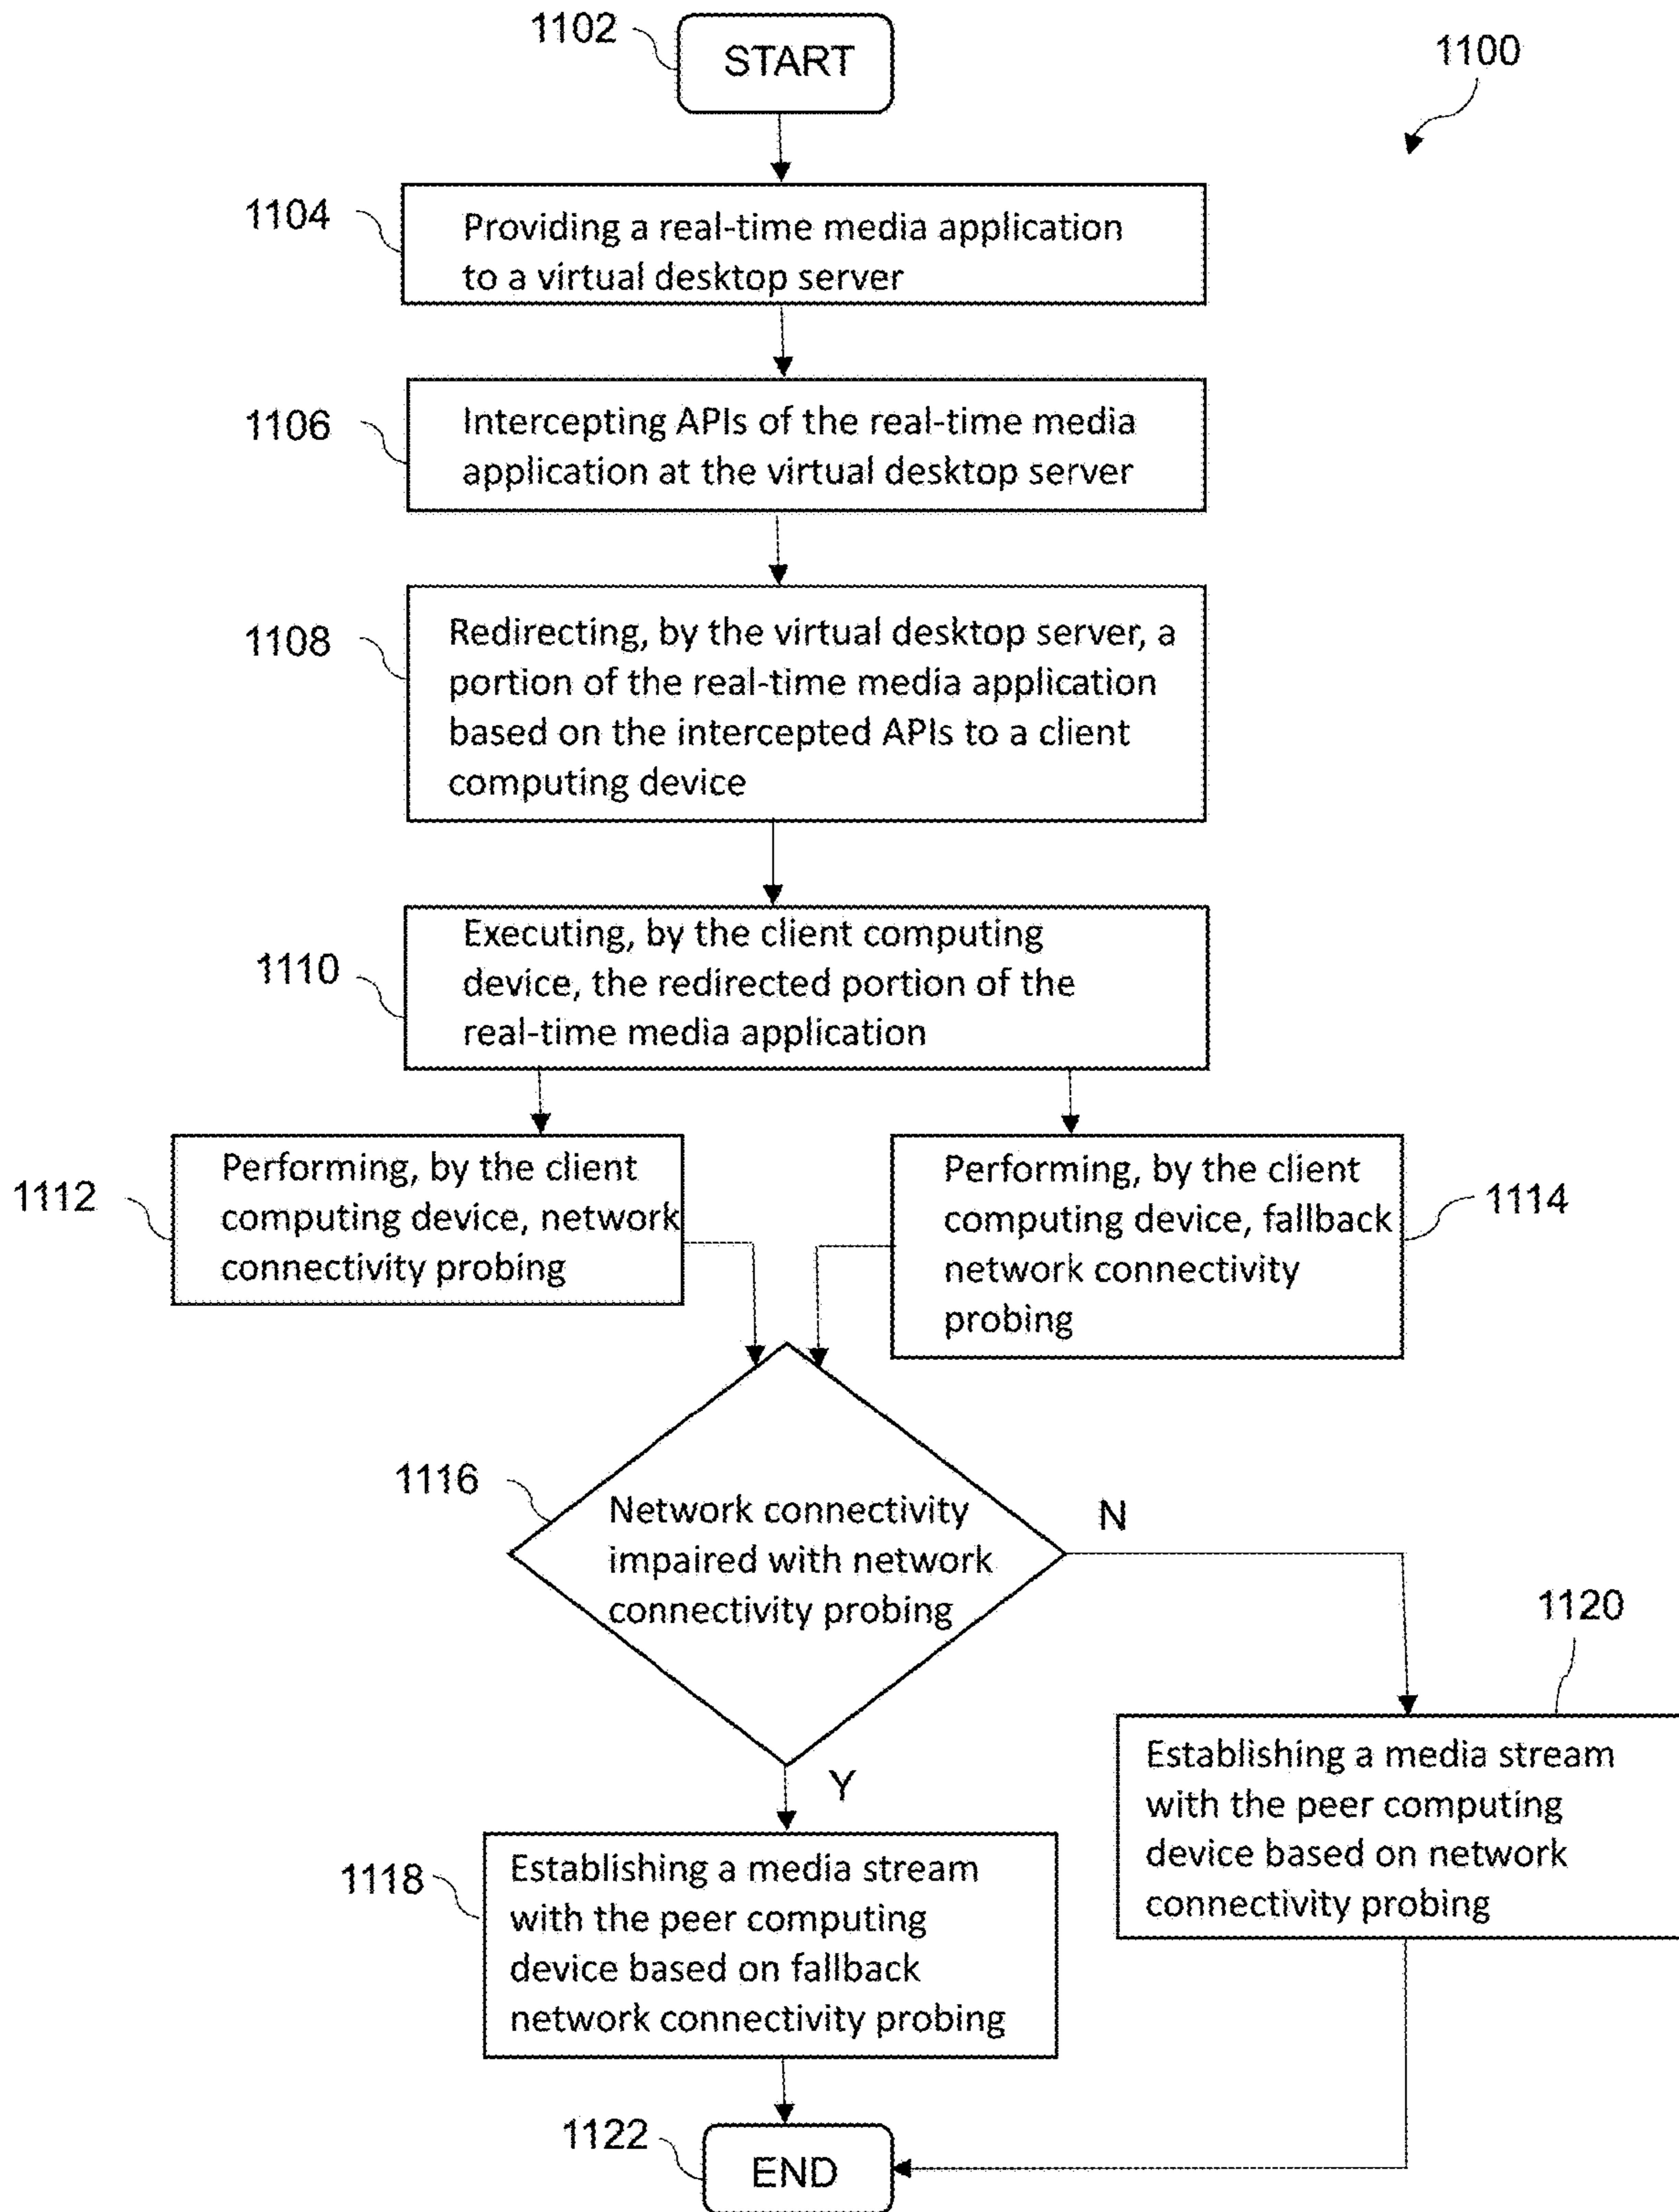 1102
START
1100
1104
Providing a real-time media application
to a virtual desktop server
1106
Intercepting APIs of the real-time media
application at the virtual desktop server
1108
Redirecting, by the virtual desktop server, a
portion of the real-time media application
based on the intercepted APIs to a client
computing device
1110
Executing, by the client computing
device, the redirected portion of the
real-time media application
1112
Performing, by the client
computing device, network
connectivity probing
Performing, by the client
computing device, fallback
network connectivity
probing
1114
1116
Network connectivity
impaired with network
connectivity probing
N
Y
1120
Establishing a media stream
with the peer computing
device based on network
connectivity probing
1118
Establishing a media stream
with the peer computing
device based on fallback
network connectivity probing
1122
END